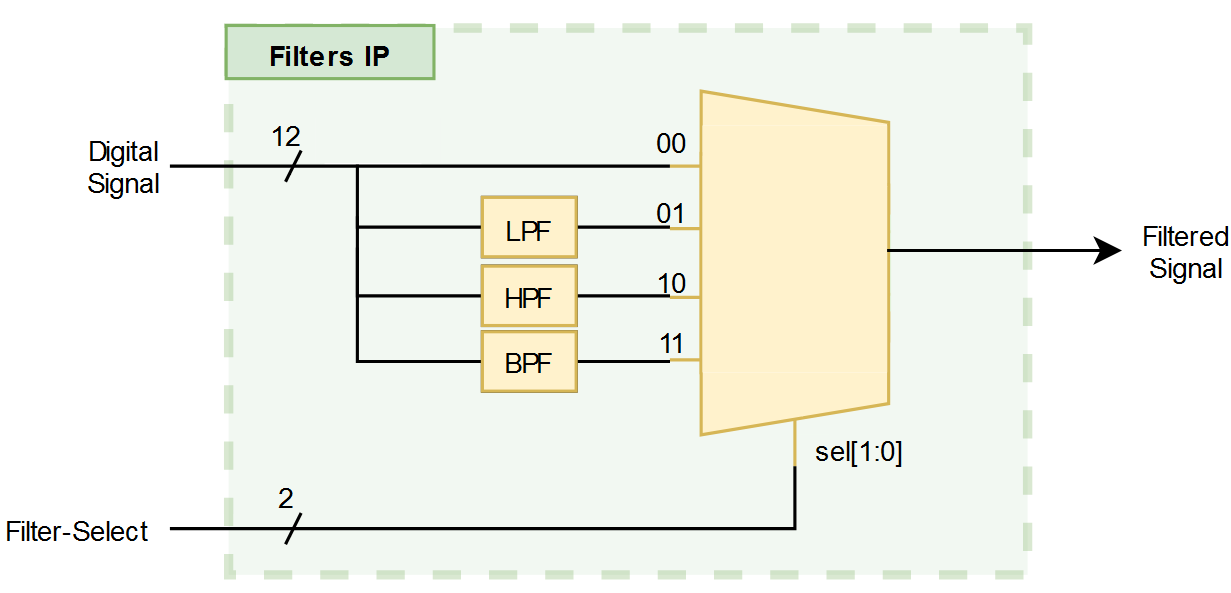 Filters IP
12
Digital
Signal
00
01
LPF
10
HPF
11
BPF
Filtered
Signal
sel[1:0]
2
Filter-Select